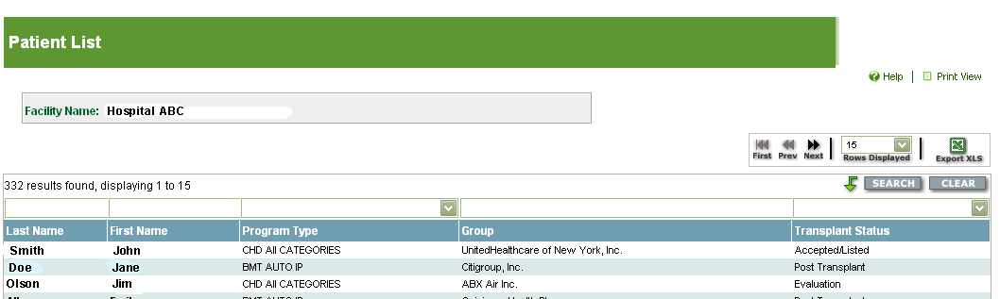 Patient List
Help | Print View
Facility Name: Hospital ABC
First Prev Next 15 Rows Displayed Export XLS
332 results found, displaying 1 to 15 SEARCH CLEAR
Last Name First Name Program Type Group Transplant Status
Smith John CHD All CATEGORIES UnitedHealthcare of New York, Inc. Accepted/Listed
Doe Jane BMT AUTO IP Citigroup, Inc. Post Transplant
Olson Jim CHD All CATEGORIES ABX Air Inc. Evaluation